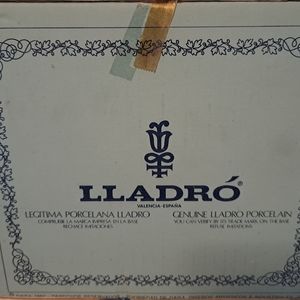 LLADRÓ®
VALENCIA-ESPAÑA
LEGITIMA PORCELANA LLADRO
COMPRUEBE LA MARCA IMPRESA EN LA BASE
RECHACE IMITACIONES
GENUINE LLADRO PORCELAIN
YOU CAN VERIFY BY ITS TRADE MARK, ON THE BASE
REFUSE IMITATIONS